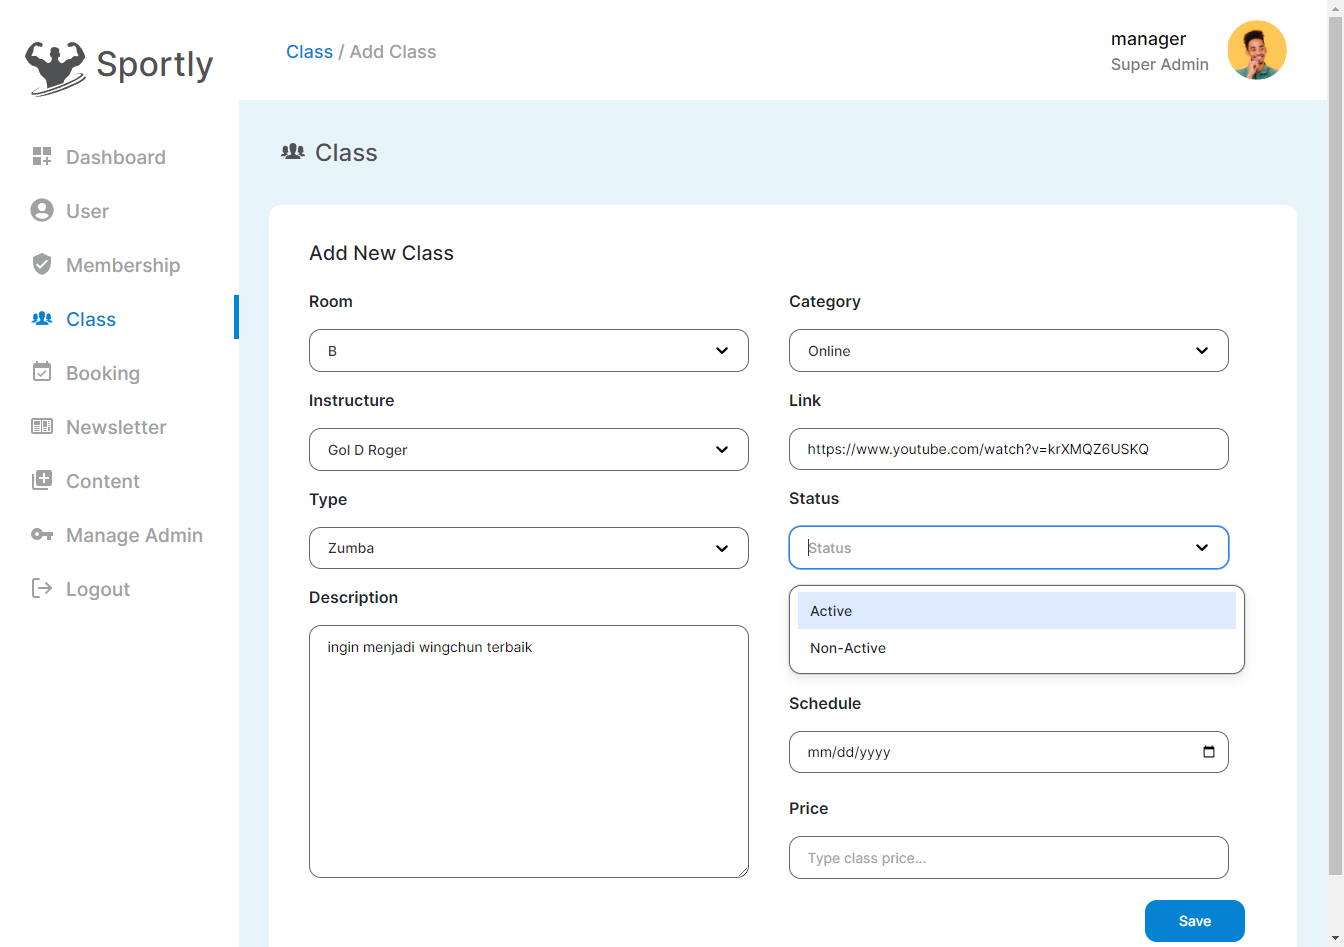 Sportly
Class / Add Class
manager
Super Admin
Dashboard
User
Membership
Class
Booking
Newsletter
Content
Manage Admin
Logout
Class
Add New Class
Room
B
Instructure
Gol D Roger
Type
Zumba
Description
ingin menjadi wingchun terbaik
Category
Online
Link
https://www.youtube.com/watch?v=krXMQZ6USKQ
Status
Status
Active
Non-Active
Schedule
mm/dd/yyyy
Price
Type class price...
Save